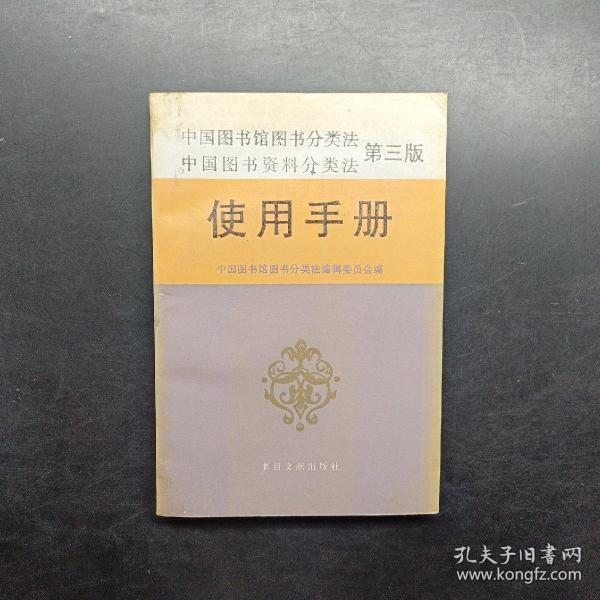 中国图书馆图书分类法
中国图书资料分类法
第三版
使用手册
中国图书馆图书分类法编辑委员会编
书目文献出版社
孔夫子旧书网
www.kongfz.com